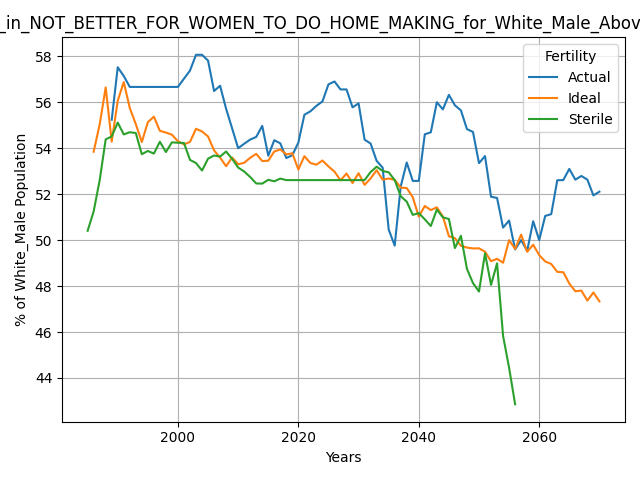 _in_NOT_BETTER_FOR_WOMEN_TO_DO_HOME_MAKING_for_White_Male_Abov
Fertility
Actual
Ideal
Sterile
% of White_Male Population
58
56
54
52
50
48
46
44
2000 2020 2040 2060
Years